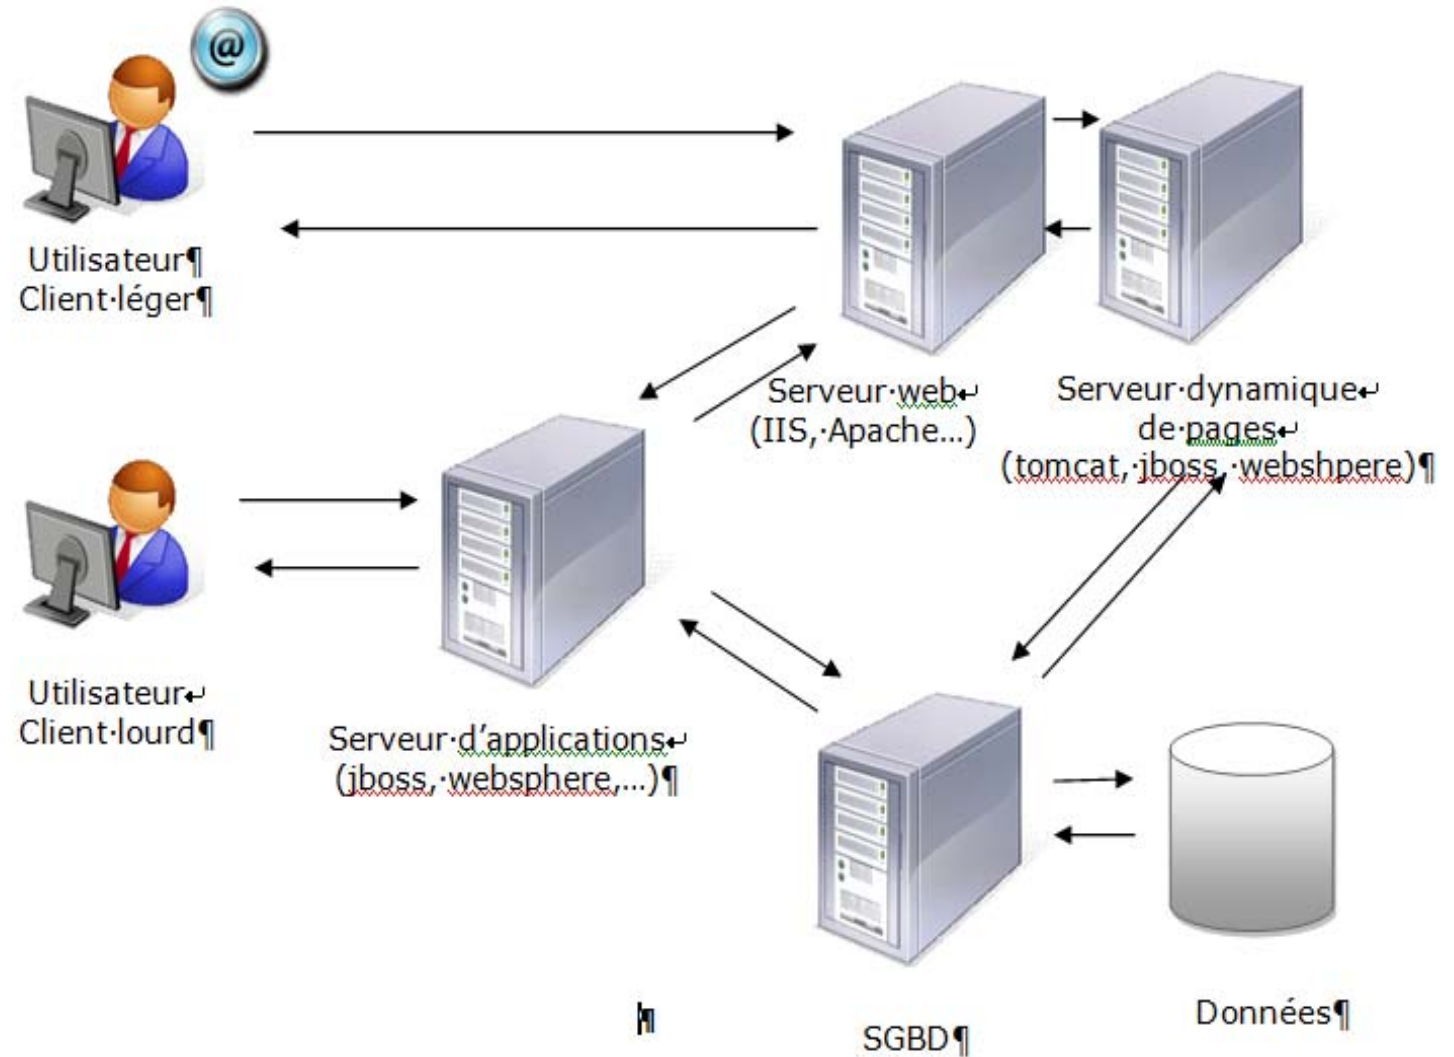 @
Utilisateur¶
Client·léger¶
Serveur·web↵
(IIS,·Apache…)
Serveur·dynamique↵
de·pages↵
(tomcat,·jboss,·webshpere)¶
Utilisateur↵
Client·lourd¶
Serveur·d’applications↵
(jboss,·websphere,…)¶
¶
SGBD¶
Données¶